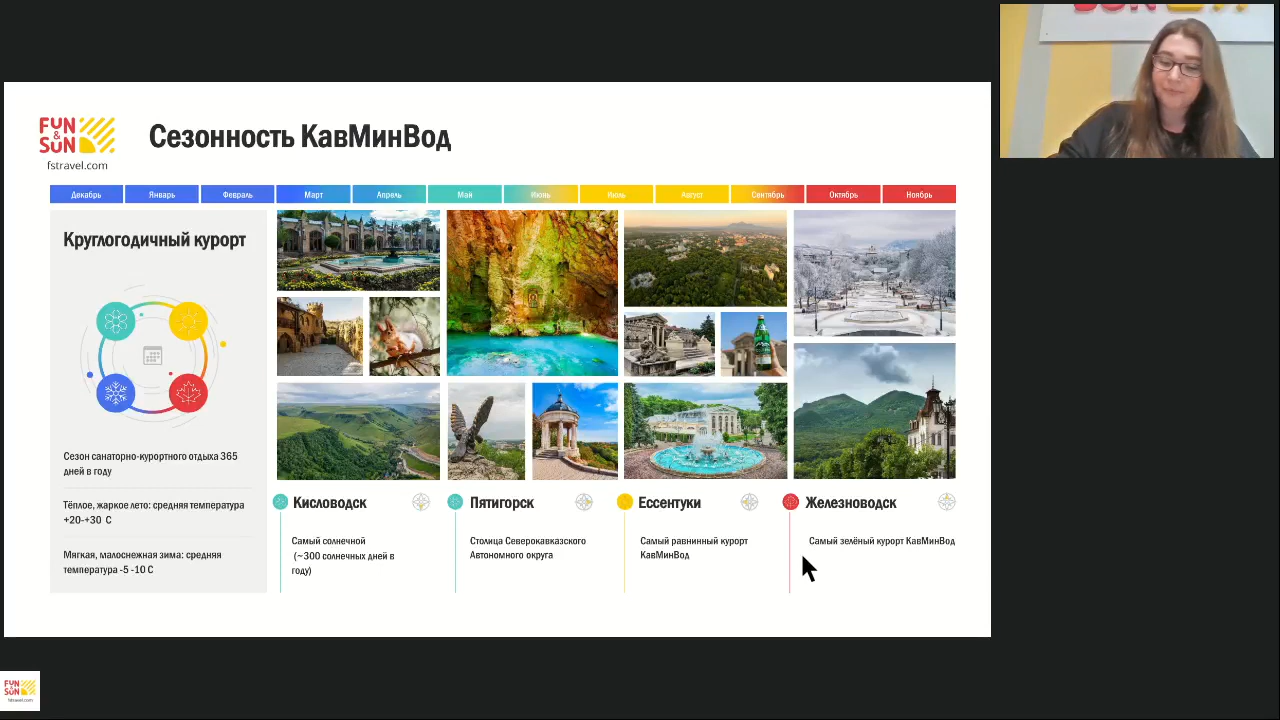 FUN
&
SUN
fstravel.com
Сезонность КавМинВод
Декабрь
Январь
Февраль
Март
Апрель
Май
Июнь
Июль
Август
Сентябрь
Октябрь
Ноябрь
Круглогодичный курорт
Сезон санаторно-курортного отдыха 365
дней в году
Тёплое, жаркое лето: средняя температура
+20-+30 С
Мягкая, малоснежная зима: средняя
температура -5 -10 С
Кисловодск
Самый солнечной
(~300 солнечных дней в
году)
Пятигорск
Столица Северокавказского
Автономного округа
Ессентуки
Самый равнинный курорт
КавМинВод
Железноводск
Самый зелёный курорт КавМинВод
FUN
&
SUN
fstravel.com